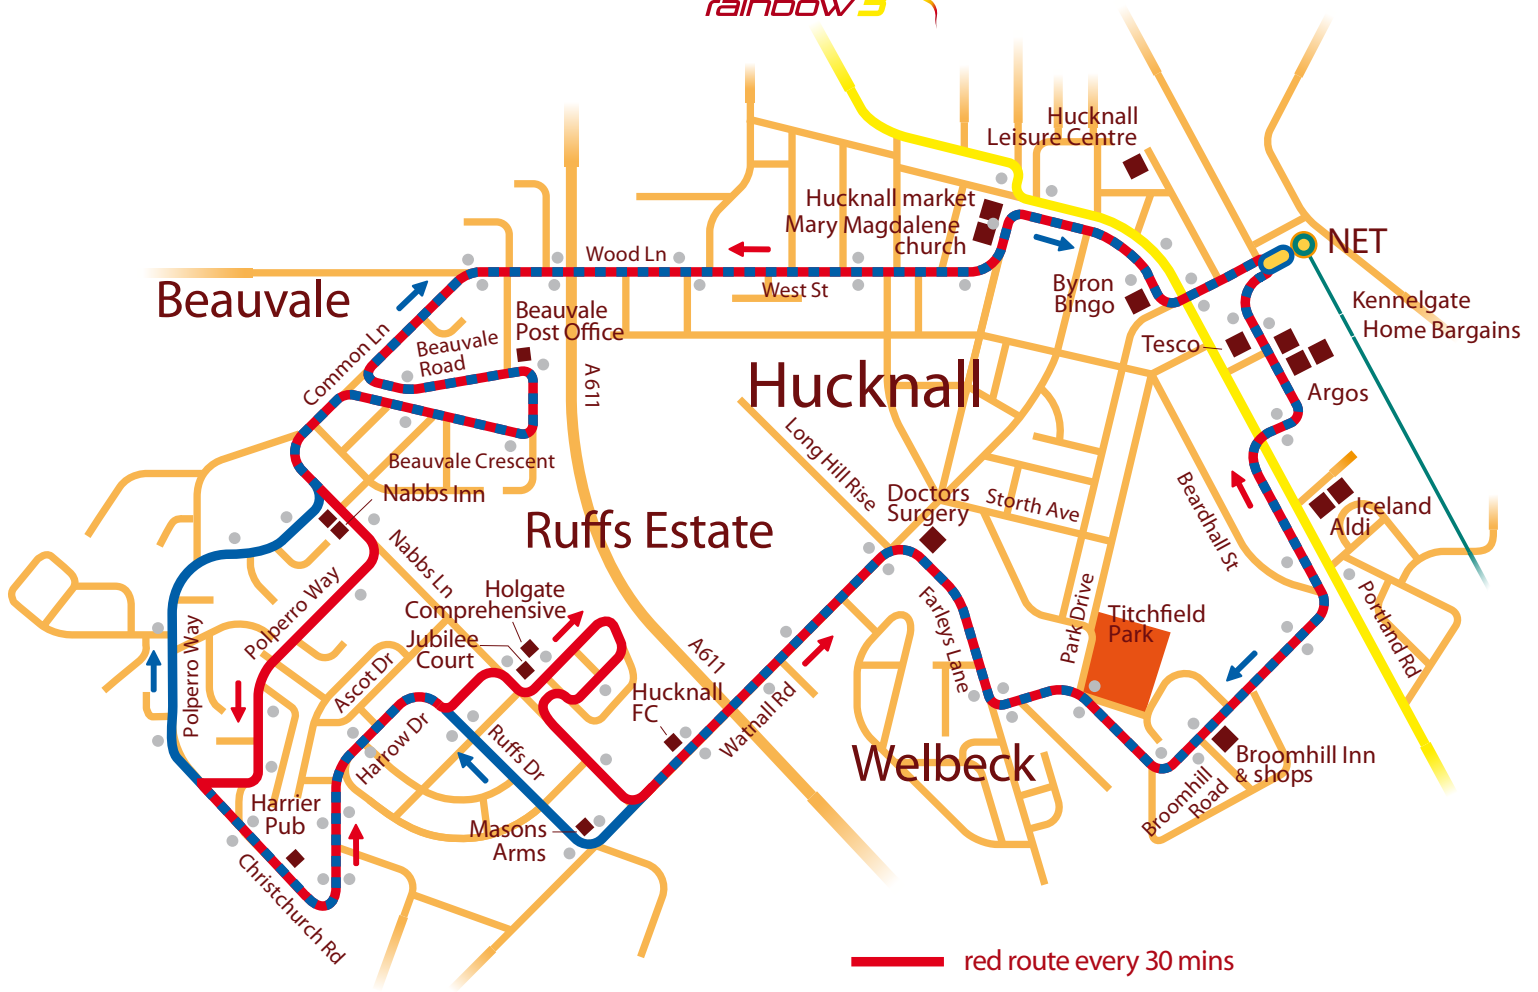 rainbow 3
Hucknall
Leisure Centre
Hucknall market
Mary Magdalene
church
NET
Wood Ln
West St
Beauvale
Byron
Bingo
Kennelgate
Home Bargains
Beauvale
Post Office
Tesco
Common Ln
Beauvale
Road
A 611
Hucknall
Argos
Long Hill Rise
Beauvale Crescent
Nabbs Inn
Doctors
Surgery
Storth Ave
Beardhall St
Iceland
Aldi
Ruffs Estate
Nabbs Ln
Polperro Way
Holgate
Comprehensive
Jubilee
Court
Farleys Lane
Park Drive
Titchfield
Park
Portland Rd
Polperro Way
Ascot Dr
A611
Hucknall
FC
Watnall Rd
Harrow Dr
Ruffs Dr
Welbeck
Broomhill Inn
& shops
Broomhill
Road
Harrier
Pub
Masons
Arms
Christchurch Rd
red route every 30 mins